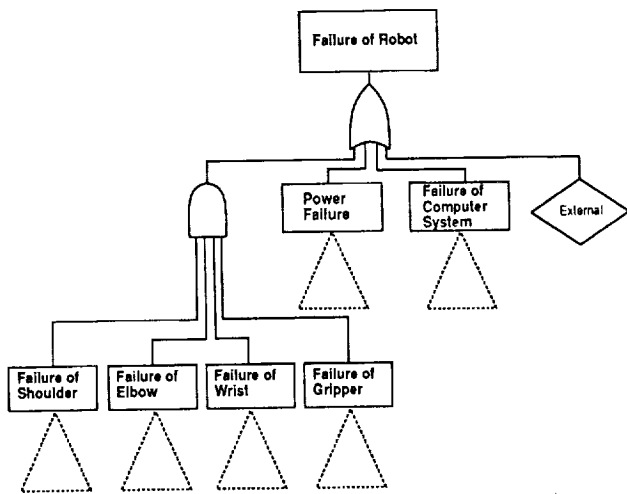 Failure of Robot
Power
Failure
Failure of
Computer
System
External
Failure of
Shoulder
Failure of
Elbow
Failure of
Wrist
Failure of
Gripper